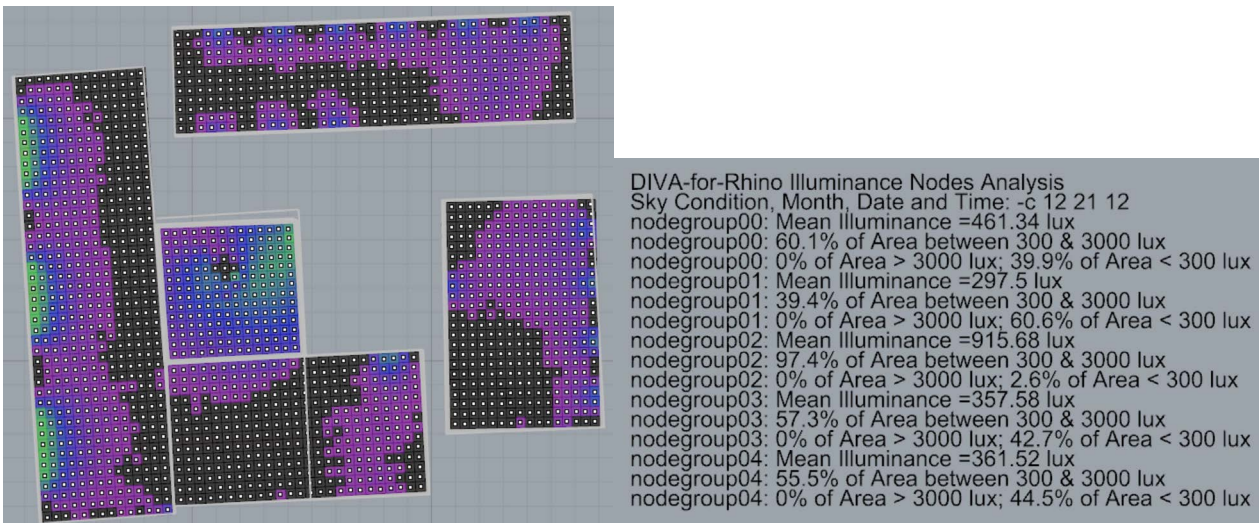 DIVA-for-Rhino Illuminance Nodes Analysis
Sky Condition, Month, Date and Time: -c 12 21 12
nodegroup00: Mean Illuminance =461.34 lux
nodegroup00: 60.1% of Area between 300 & 3000 lux
nodegroup00: 0% of Area > 3000 lux; 39.9% of Area < 300 lux
nodegroup01: Mean Illuminance =297.5 lux
nodegroup01: 39.4% of Area between 300 & 3000 lux
nodegroup01: 0% of Area > 3000 lux; 60.6% of Area < 300 lux
nodegroup02: Mean Illuminance =915.68 lux
nodegroup02: 97.4% of Area between 300 & 3000 lux
nodegroup02: 0% of Area > 3000 lux; 2.6% of Area < 300 lux
nodegroup03: Mean Illuminance =357.58 lux
nodegroup03: 57.3% of Area between 300 & 3000 lux
nodegroup03: 0% of Area > 3000 lux; 42.7% of Area < 300 lux
nodegroup04: Mean Illuminance =361.52 lux
nodegroup04: 55.5% of Area between 300 & 3000 lux
nodegroup04: 0% of Area > 3000 lux; 44.5% of Area < 300 lux